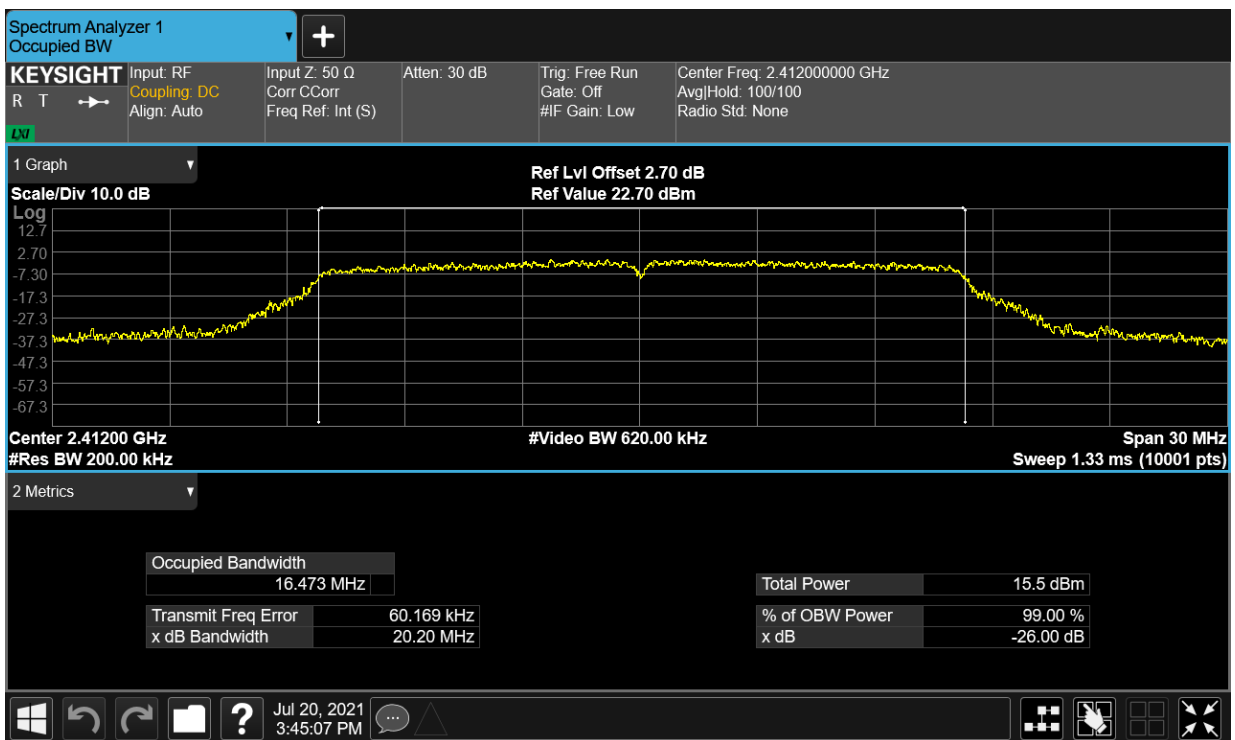 Spectrum Analyzer 1
Occupied BW
KEYSIGHT
R T
LXI
Input: RF
Coupling: DC
Align: Auto
Input Z: 50 Ω
Corr CCorr
Freq Ref: Int (S)
Atten: 30 dB
Trig: Free Run
Gate: Off
#IF Gain: Low
Center Freq: 2.412000000 GHz
Avg|Hold: 100/100
Radio Std: None
1 Graph
Scale/Div 10.0 dB
Ref Lvl Offset 2.70 dB
Ref Value 22.70 dBm
Log
12.7
2.70
-7.30
-17.3
-27.3
-37.3
-47.3
-57.3
-67.3
Center 2.41200 GHz
#Video BW 620.00 kHz
Span 30 MHz
#Res BW 200.00 kHz
Sweep 1.33 ms (10001 pts)
2 Metrics
Occupied Bandwidth
16.473 MHz
Total Power 15.5 dBm
Transmit Freq Error 60.169 kHz
% of OBW Power 99.00 %
x dB Bandwidth 20.20 MHz
x dB -26.00 dB
?
Jul 20, 2021
3:45:07 PM